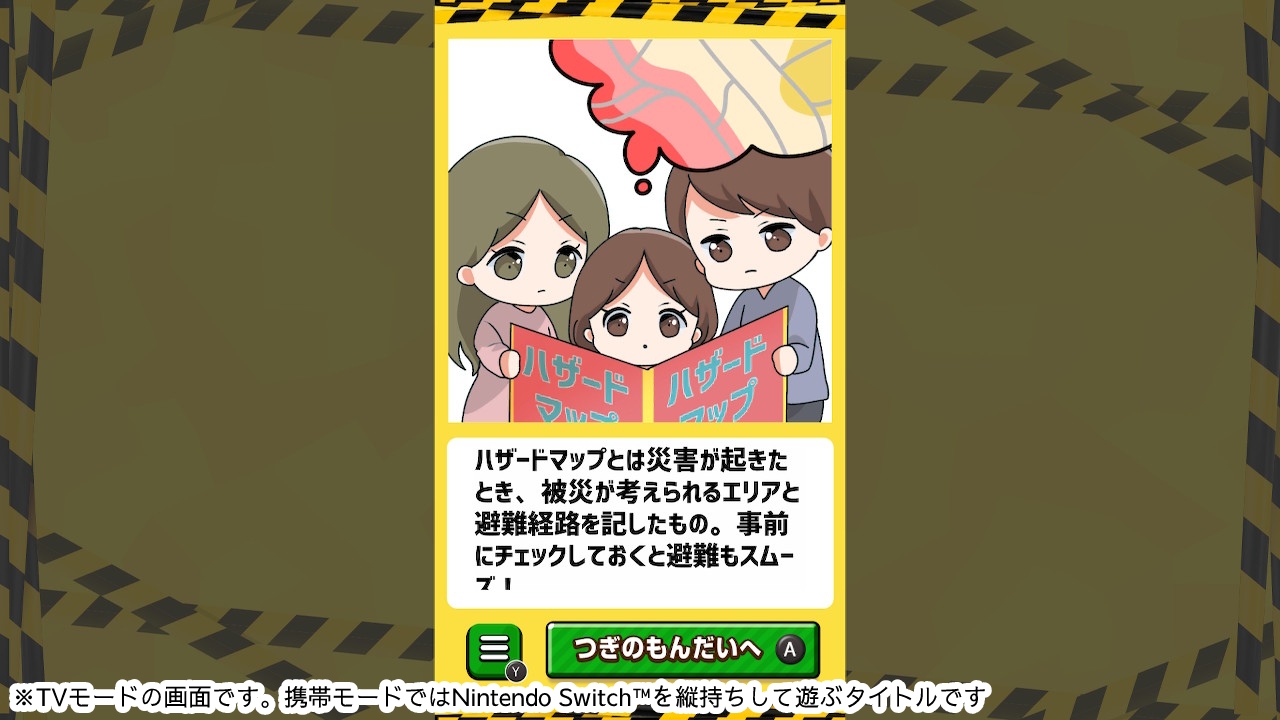 ハザード
マップ
ハザード
マップ
ハザードマップとは災害が起きた
とき、被災が考えられるエリアと
避難経路を記したもの。事前
にチェックしておくと避難もスムー
ズ!
つぎのもんだいへ A
Y
※TVモードの画面です。携帯モードではNintendo Switch™を縦持ちして遊ぶタイトルです